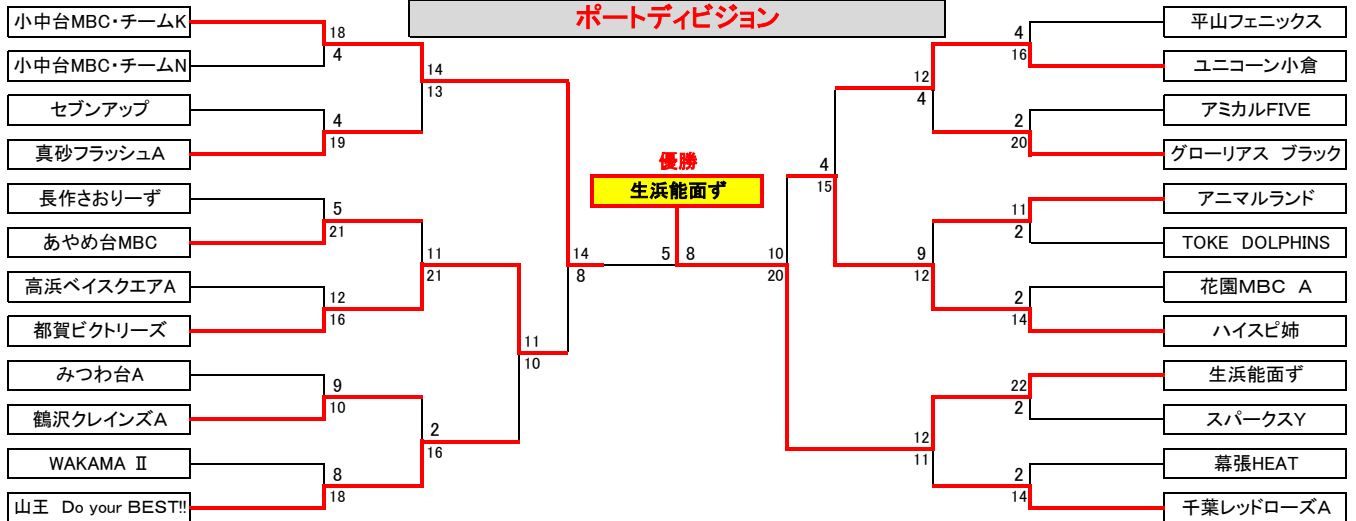 ポートディビジョン
小中台MBC・チームK
18
4
小中台MBC・チームN
14
13
セブンアップ
4
19
真砂フラッシュA
長作さおりーず
5
21
あやめ台MBC
11
21
高浜ベイスクエアA
12
16
都賀ビクトリーズ
11
10
みつわ台A
9
10
鶴沢クレインズA
2
16
WAKAMA Ⅱ
8
18
山王 Do your BEST!!
14
8
優勝
生浜能面ず
5 8
10
20
平山フェニックス
4
16
ユニコーン小倉
12
4
アミカルFIVE
2
20
グローリアス ブラック
4
15
アニマルランド
11
2
TOKE DOLPHINS
9
12
花園MBC A
2
14
ハイスピ姉
生浜能面ず
22
2
スパークスY
12
11
幕張HEAT
2
14
千葉レッドローズA